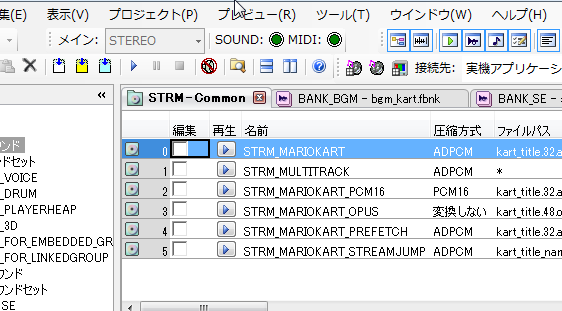 集(E) 表示(V) プロジェクト(P) プレビュー(R) ツール(T) ウインドウ(W) ヘルプ(H)
メイン: STEREO SOUND: MIDI:
接続先: 実機アプリケーシ
STRM-Common BANK_BGM - bgm_kart.fbnk BANK_SE -
編集 再生 名前 圧縮方式 ファイルパス
0 STRM_MARIOKART ADPCM kart_title.32.a
1 STRM_MULTITRACK ADPCM *
2 STRM_MARIOKART_PCM16 PCM16 kart_title.32.a
3 STRM_MARIOKART_OPUS 変換しない kart_title.48.o
4 STRM_MARIOKART_PREFETCH ADPCM kart_title.32.a
5 STRM_MARIOKART_STREAMJUMP ADPCM kart_title_nam
ウンド
ンドセット
_VOICE
_DRUM
_PLAYERHEAP
_3D
_FOR_EMBEDDED_GR
_FOR_LINKEDGROUP
ウンド
ウンドセット
SE